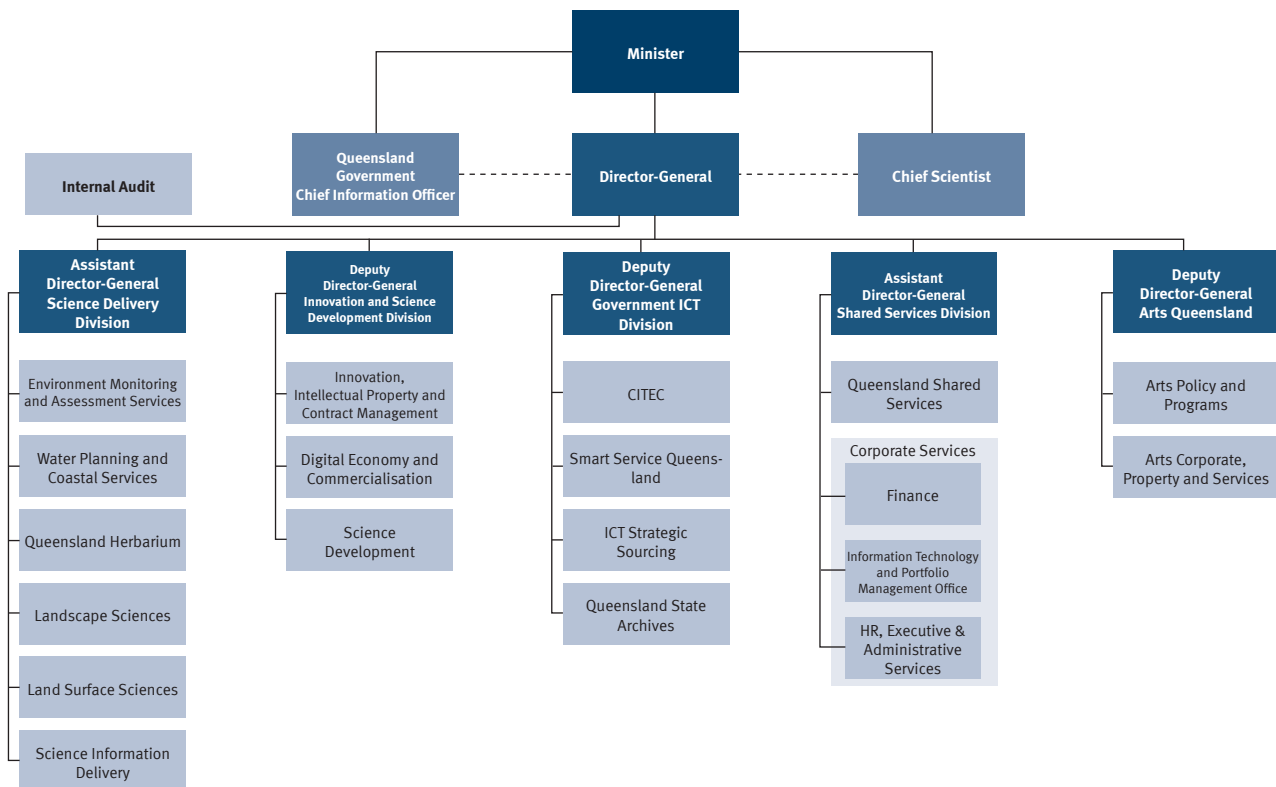 Minister
Queensland
Government
Chief Information Officer
Director-General
Chief Scientist
Internal Audit
Assistant
Director-General
Science Delivery
Division
Environment Monitoring
and Assessment Services
Water Planning and
Coastal Services
Queensland Herbarium
Landscape Sciences
Land Surface Sciences
Science Information
Delivery
Deputy
Director-General
Innovation and Science
Development Division
Innovation,
Intellectual Property and
Contract Management
Digital Economy and
Commercialisation
Science
Development
Deputy
Director-General
Government ICT
Division
CITEC
Smart Service Queens-
land
ICT Strategic
Sourcing
Queensland State
Archives
Assistant
Director-General
Shared Services Division
Queensland Shared
Services
Corporate Services
Finance
Information Technology
and Portfolio
Management Office
HR, Executive &
Administrative
Services
Deputy
Director-General
Arts Queensland
Arts Policy and
Programs
Arts Corporate,
Property and Services